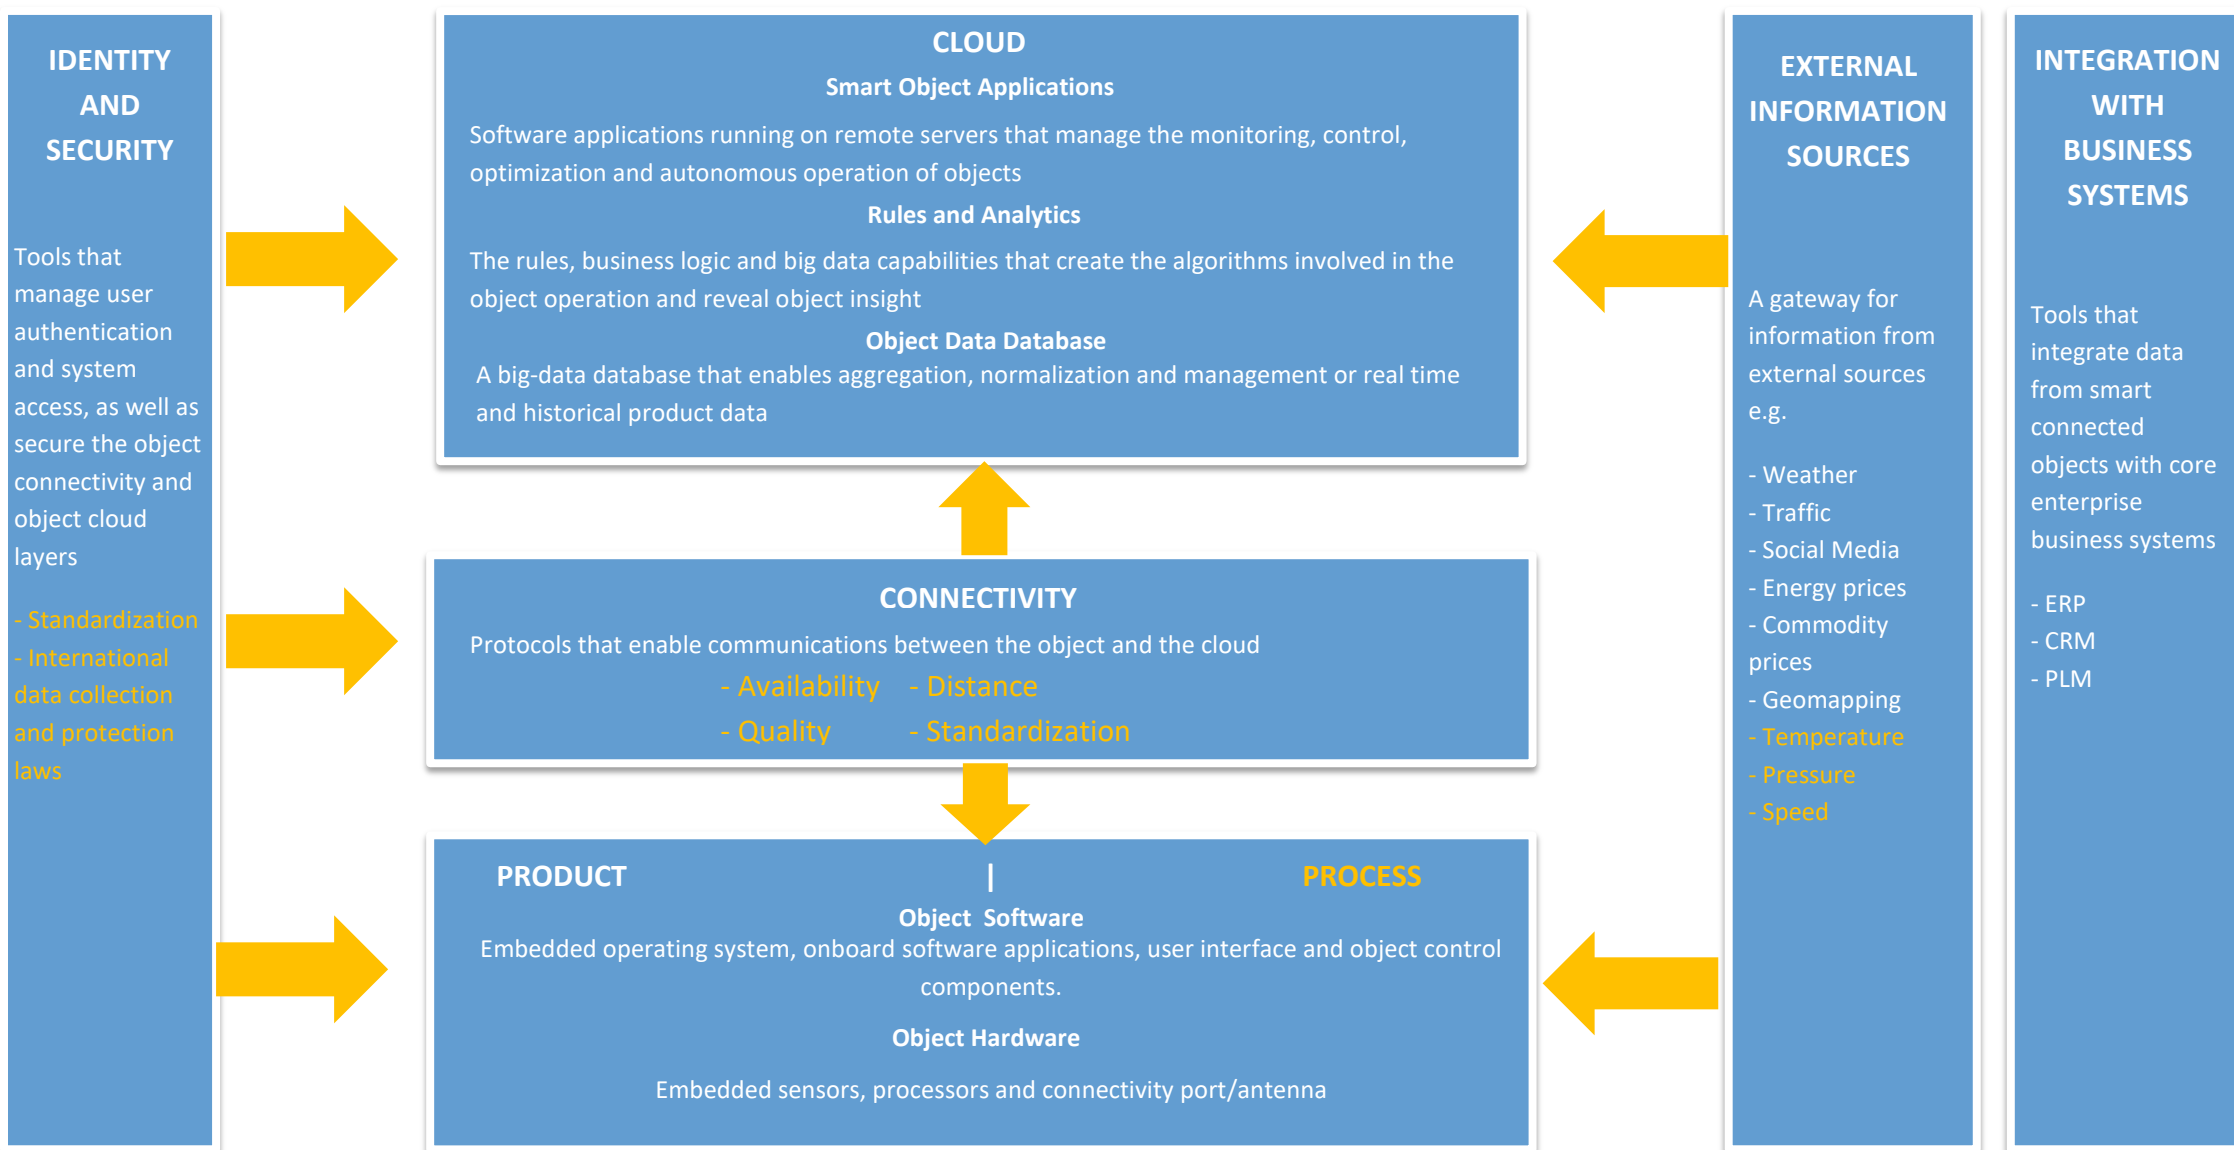 IDENTITY
AND
SECURITY
Tools that
manage user
authentication
and system
access, as well as
secure the object
connectivity and
object cloud
layers
- Standardization
- International
data collection
and protection
laws
CLOUD
Smart Object Applications
Software applications running on remote servers that manage the monitoring, control,
optimization and autonomous operation of objects
Rules and Analytics
The rules, business logic and big data capabilities that create the algorithms involved in the
object operation and reveal object insight
Object Data Database
A big-data database that enables aggregation, normalization and management or real time
and historical product data
CONNECTIVITY
Protocols that enable communications between the object and the cloud
- Availability - Distance
- Quality - Standardization
PRODUCT | PROCESS
Object Software
Embedded operating system, onboard software applications, user interface and object control
components.
Object Hardware
Embedded sensors, processors and connectivity port/antenna
EXTERNAL
INFORMATION
SOURCES
A gateway for
information from
external sources
e.g.
- Weather
- Traffic
- Social Media
- Energy prices
- Commodity
prices
- Geomapping
- Temperature
- Pressure
- Speed
INTEGRATION
WITH
BUSINESS
SYSTEMS
Tools that
integrate data
from smart
connected
objects with core
enterprise
business systems
- ERP
- CRM
- PLM